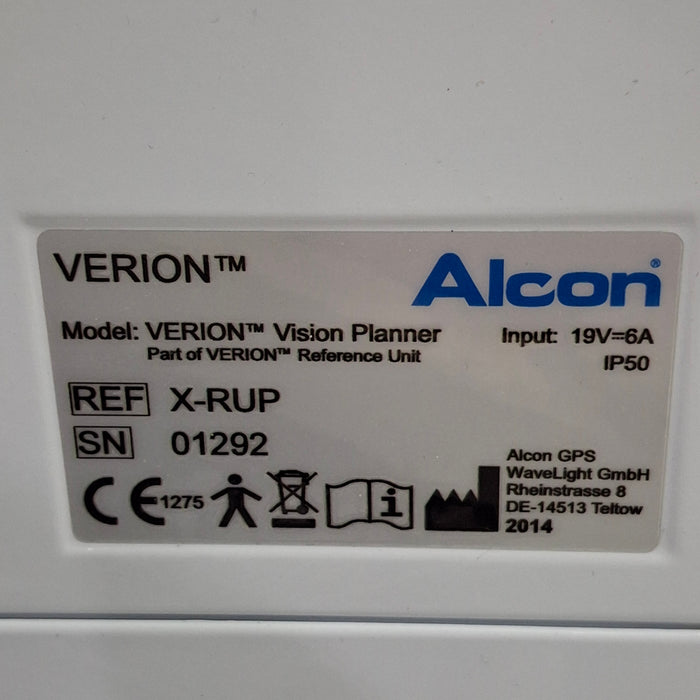 VERION™
Alcon®
Model: VERION™ Vision Planner
Part of VERION™ Reference Unit
Input: 19V=6A
IP50
REF X-RUP
SN 01292
CE 1275
i
Alcon GPS
WaveLight GmbH
Rheinstrasse 8
DE-14513 Teltow
2014